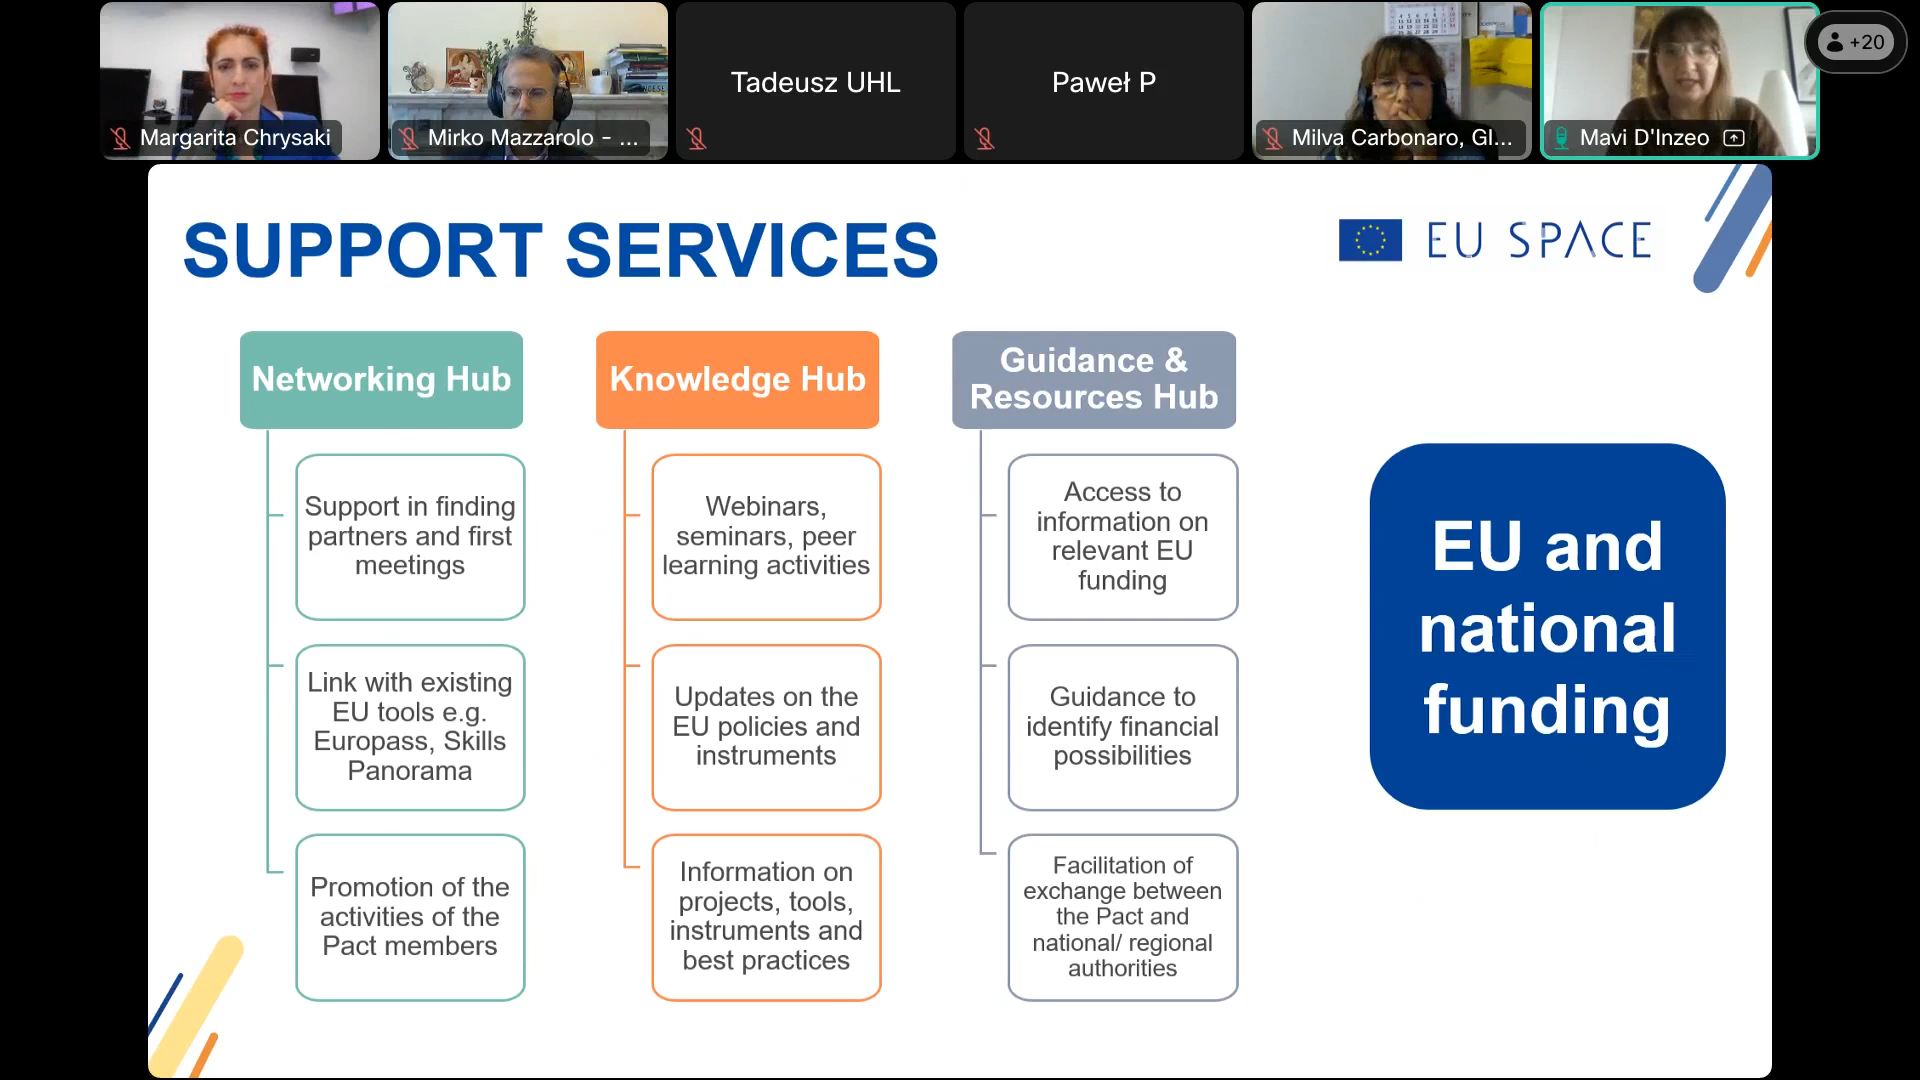 Margarita Chrysaki
Mirko Mazzarolo - ...
Tadeusz UHL
Paweł P
Milva Carbonaro, GI...
Mavi D'Inzeo
+20
SUPPORT SERVICES
EU SPACE
Networking Hub
Support in finding
partners and first
meetings
Link with existing
EU tools e.g.
Europass, Skills
Panorama
Promotion of the
activities of the
Pact members
Knowledge Hub
Webinars,
seminars, peer
learning activities
Updates on the
EU policies and
instruments
Information on
projects, tools,
instruments and
best practices
Guidance &
Resources Hub
Access to
information on
relevant EU
funding
Guidance to
identify financial
possibilities
Facilitation of
exchange between
the Pact and
national/ regional
authorities
EU and
national
funding